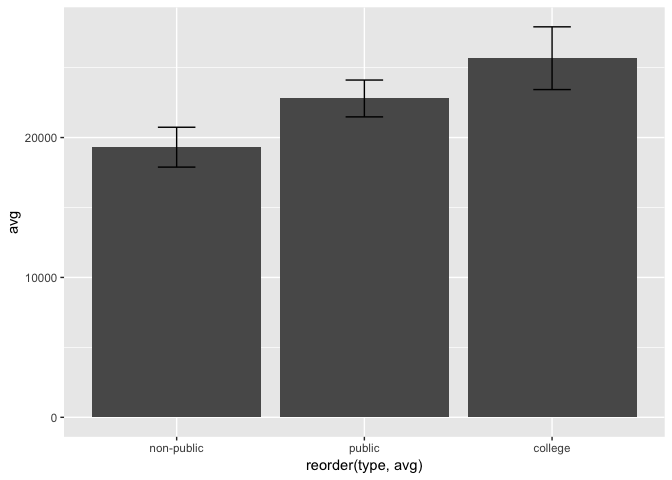 20000
10000
0
avg
non-public public college
reorder(type, avg)